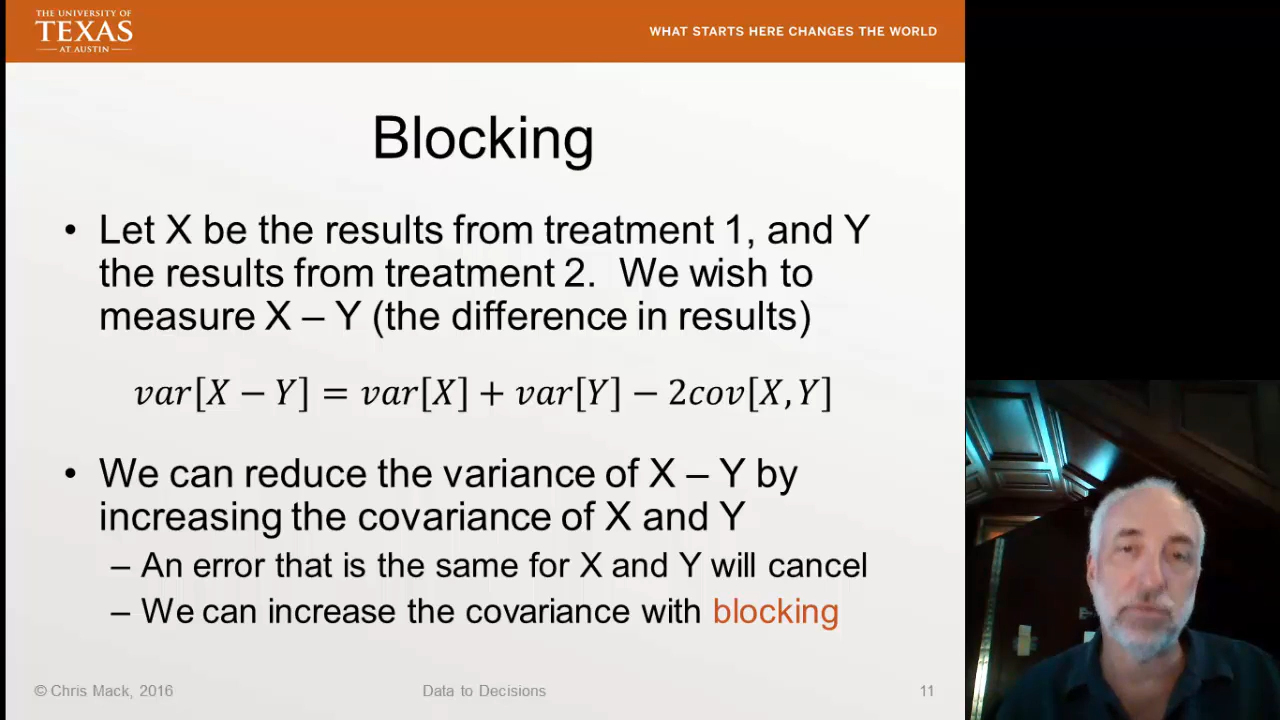 THE UNIVERSITY OF
TEXAS
AT AUSTIN
WHAT STARTS HERE CHANGES THE WORLD
Blocking
• Let X be the results from treatment 1, and Y
the results from treatment 2. We wish to
measure X – Y (the difference in results)
var[X − Y] = var[X] + var[Y] − 2cov[X, Y]
• We can reduce the variance of X – Y by
increasing the covariance of X and Y
– An error that is the same for X and Y will cancel
– We can increase the covariance with blocking
© Chris Mack, 2016
Data to Decisions
11